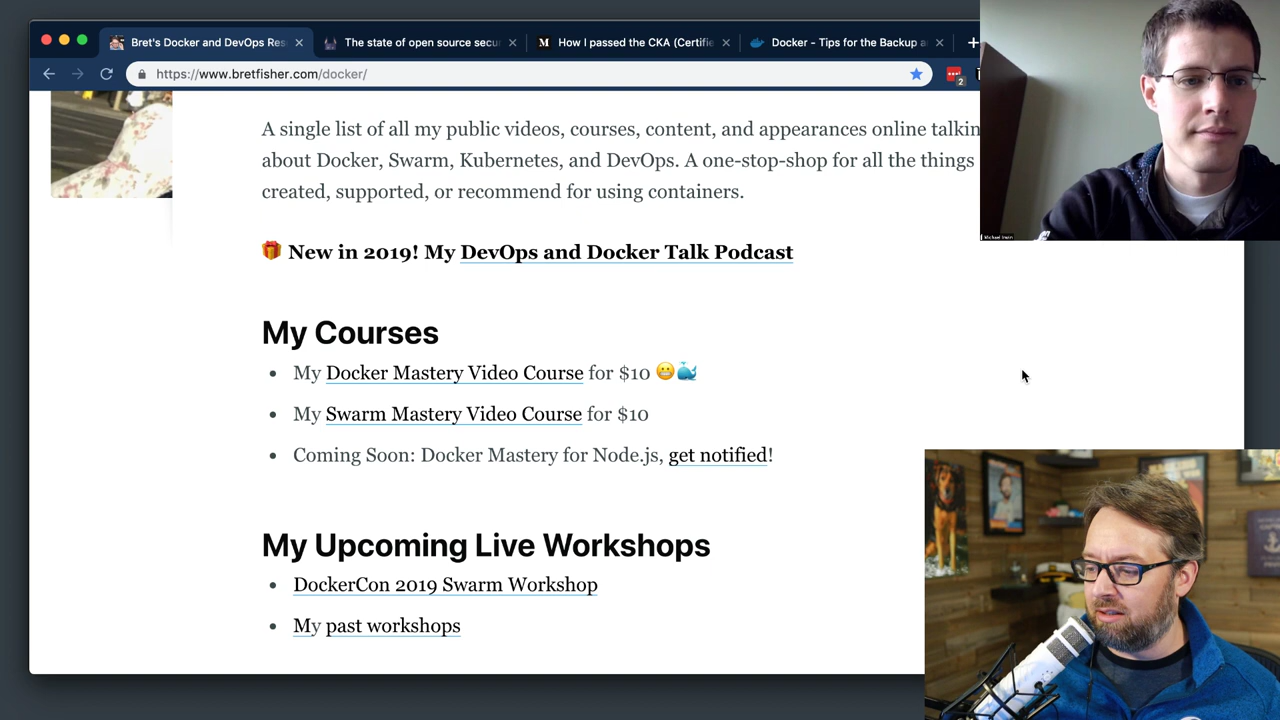 Bret's Docker and DevOps Res
The state of open source secu
How I passed the CKA (Certifie
Docker - Tips for the Backup a
https://www.bretfisher.com/docker/
2
A single list of all my public videos, courses, content, and appearances online talkin
about Docker, Swarm, Kubernetes, and DevOps. A one-stop-shop for all the things
created, supported, or recommend for using containers.
🎁 New in 2019! My DevOps and Docker Talk Podcast
My Courses
• My Docker Mastery Video Course for $10 😬🐳
• My Swarm Mastery Video Course for $10
• Coming Soon: Docker Mastery for Node.js, get notified!
My Upcoming Live Workshops
• DockerCon 2019 Swarm Workshop
• My past workshops